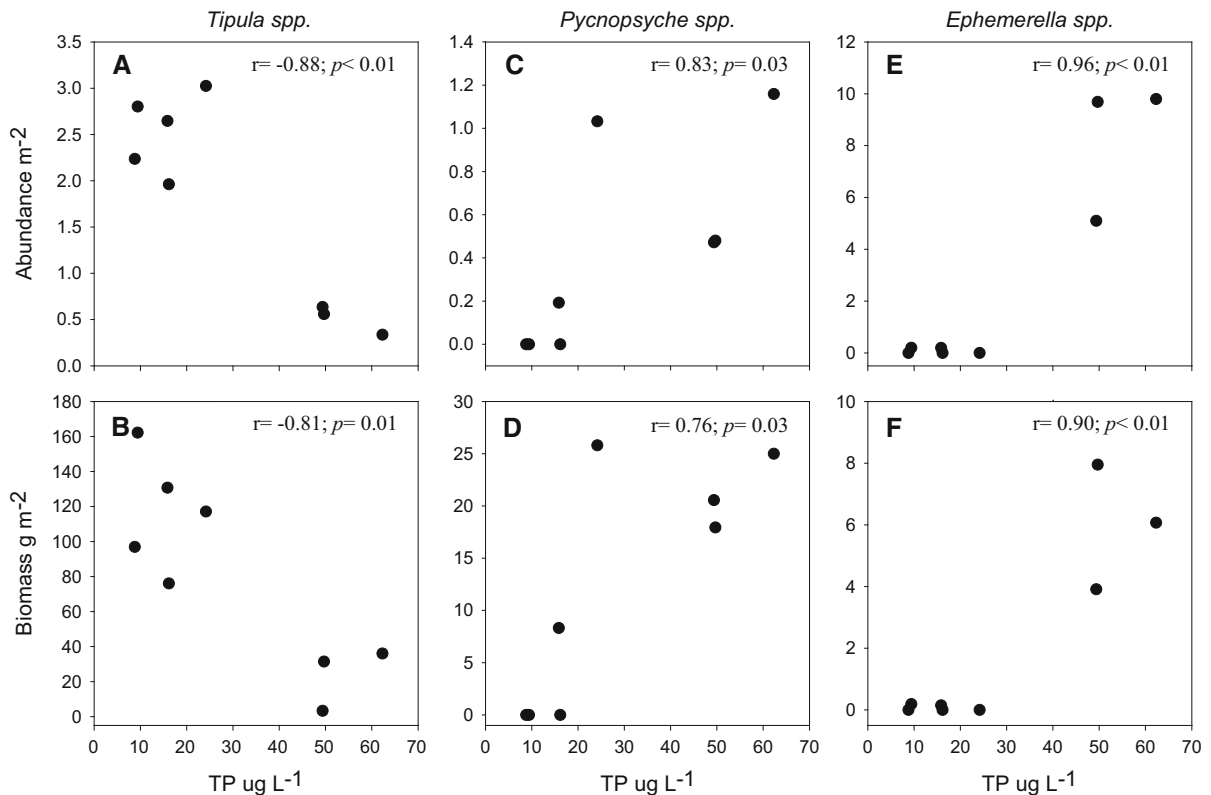 Tipula spp.
Pycnopsyche spp.
Ephemerella spp.
A
r= -0.88; p< 0.01
3.5
3.0
2.5
2.0
1.5
1.0
0.5
0.0
Abundance m-2
C
r= 0.83; p= 0.03
1.4
1.2
1.0
0.8
0.6
0.4
0.2
0.0
E
r= 0.96; p< 0.01
12
10
8
6
4
2
0
B
r= -0.81; p= 0.01
180
160
140
120
100
80
60
40
20
0
Biomass g m-2
0 10 20 30 40 50 60 70
TP ug L-1
D
r= 0.76; p= 0.03
30
25
20
15
10
5
0
0 10 20 30 40 50 60 70
TP ug L-1
F
r= 0.90; p< 0.01
10
8
6
4
2
0
0 10 20 30 40 50 60 70
TP ug L-1